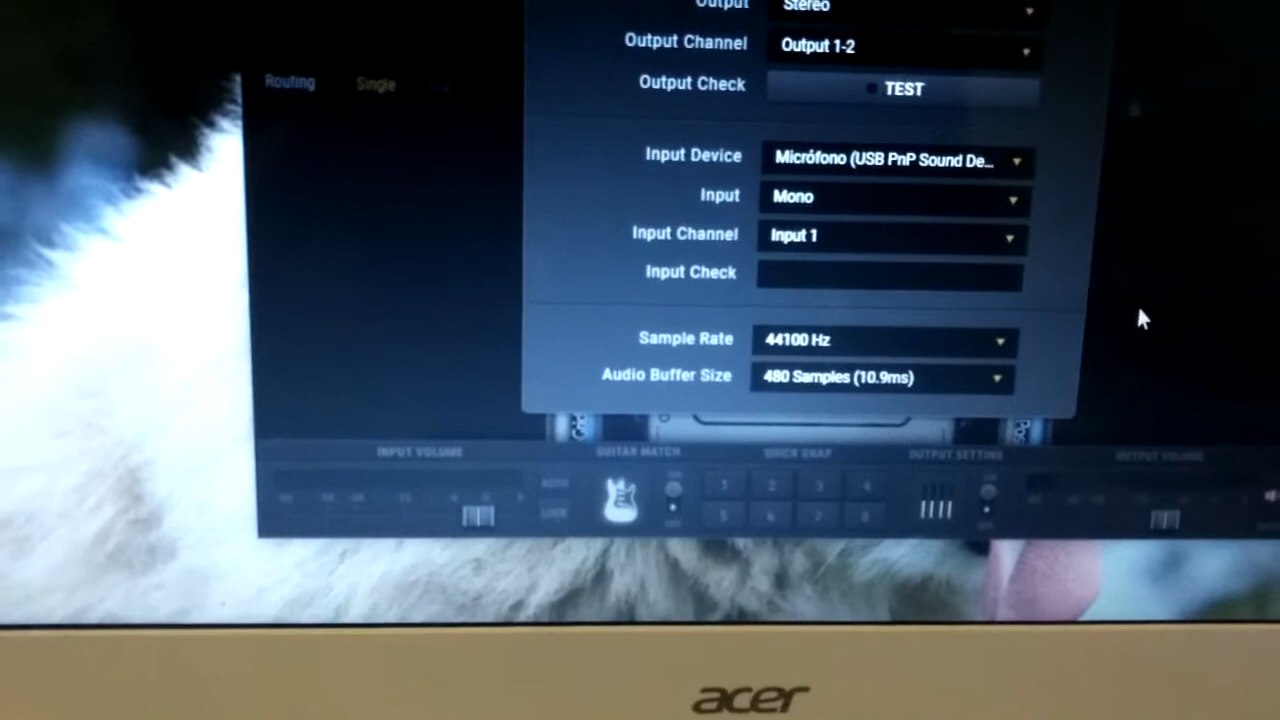 Output Stereo
Output Channel Output 1-2
Routing Single
Output Check TEST
Input Device Micrófono (USB PnP Sound De...
Input Mono
Input Channel Input 1
Input Check
Sample Rate 44100 Hz
Audio Buffer Size 480 Samples (10.9ms)
INPUT VOLUME GUITAR MATCH QUICK SNAP OUTPUT SETTING OUTPUT VOLUME
AUTO 1 2 3 4
LOCK 5 6 7 8
acer